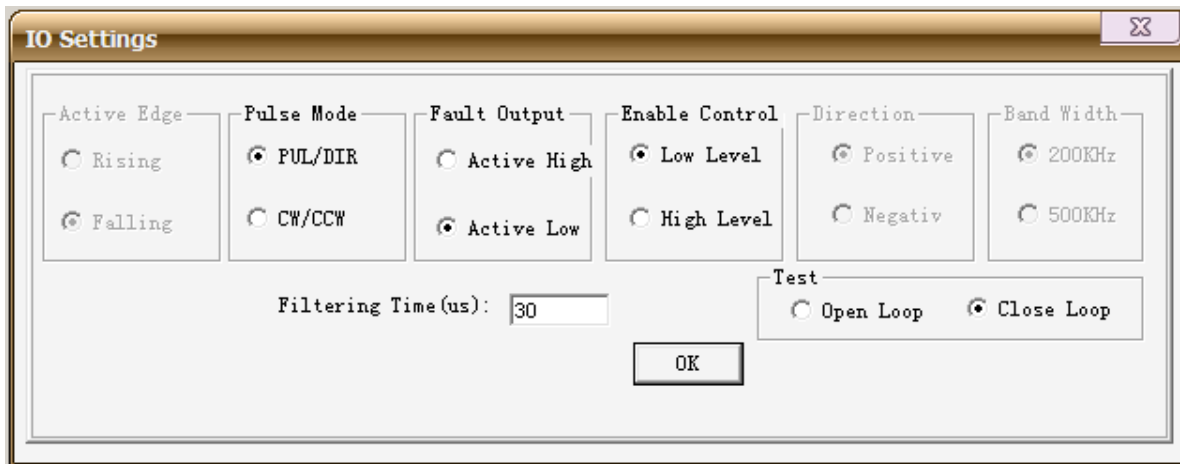 IO Settings
Active Edge
Rising
Falling
Pulse Mode
PUL/DIR
CW/CCW
Fault Output
Active High
Active Low
Enable Control
Low Level
High Level
Direction
Positive
Negativ
Band Width
200KHz
500KHz
Filtering Time(us): 30
Test
Open Loop Close Loop
OK